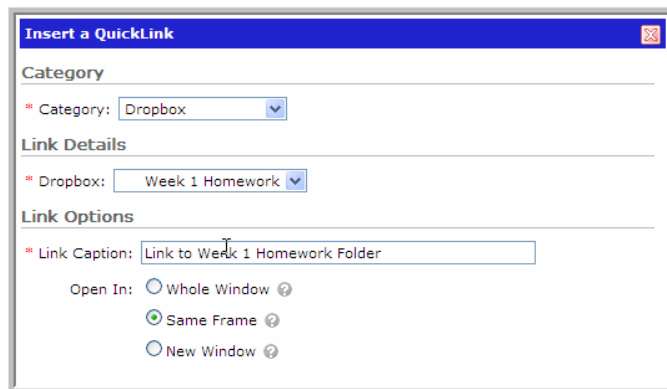 Insert a QuickLink
Category
* Category: Dropbox
Link Details
* Dropbox: Week 1 Homework
Link Options
* Link Caption: Link to Week 1 Homework Folder
Open In: Whole Window ?
Same Frame ?
New Window ?